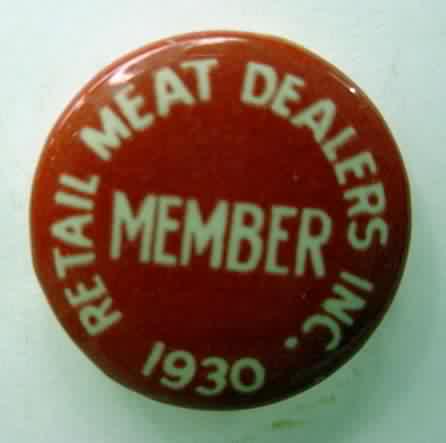 RETAIL MEAT DEALERS INC.
MEMBER
1930